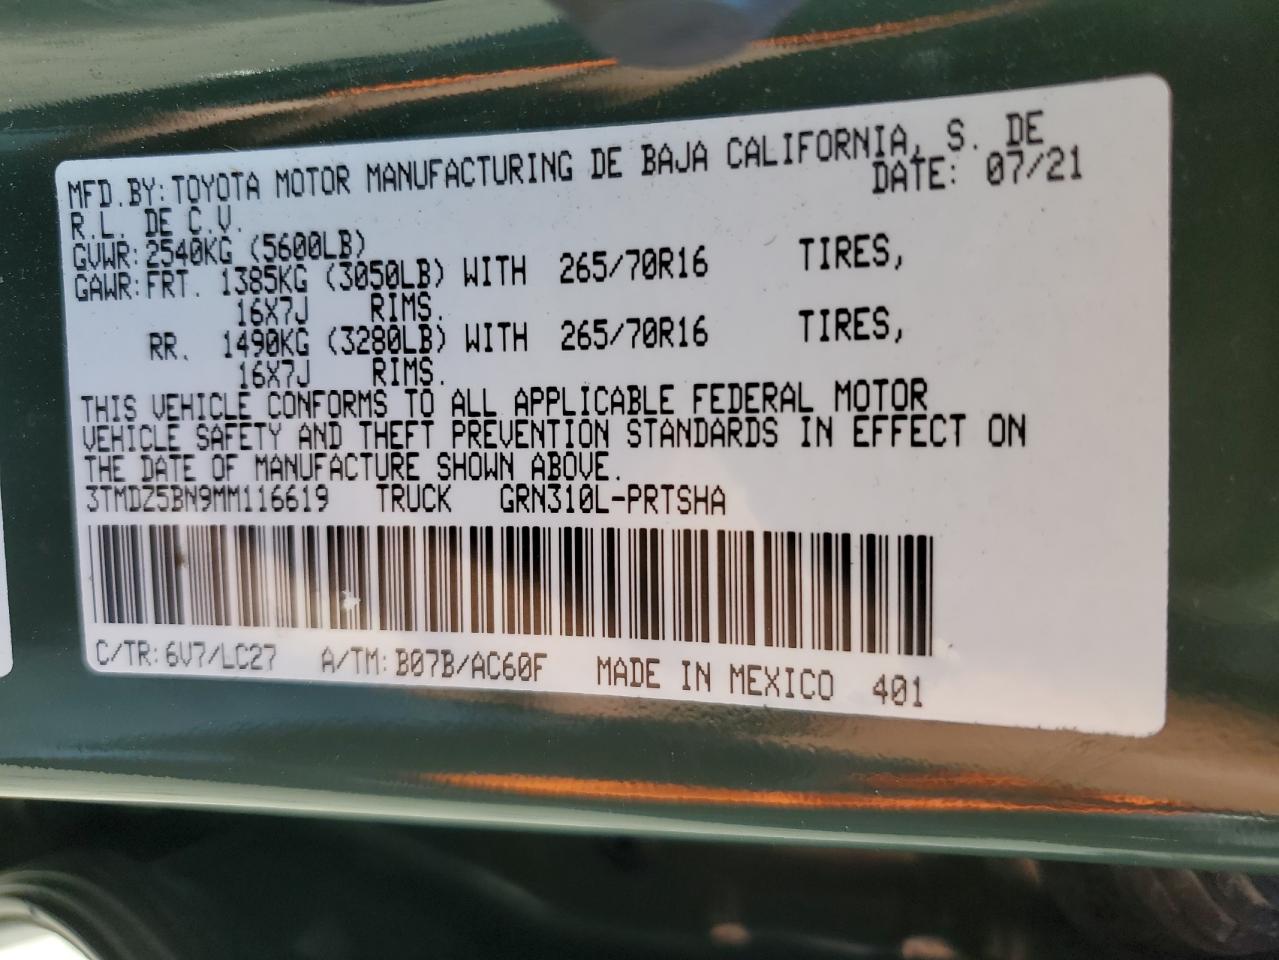 MFD.BY: TOYOTA MOTOR MANUFACTURING DE BAJA CALIFORNIA, S. DE
R.L. DE C.V. DATE: 07/21
GVWR: 2540KG (5600LB)
GAWR: FRT. 1385KG (3050LB) WITH 265/70R16 TIRES,
16X7J RIMS.
RR. 1490KG (3280LB) WITH 265/70R16 TIRES,
16X7J RIMS.
THIS VEHICLE CONFORMS TO ALL APPLICABLE FEDERAL MOTOR
VEHICLE SAFETY AND THEFT PREVENTION STANDARDS IN EFFECT ON
THE DATE OF MANUFACTURE SHOWN ABOVE.
3TMDZ5BN9MM116619 TRUCK GRN310L-PRTSHA
C/TR: 6V7/LC27 A/TM: B07B/AC60F MADE IN MEXICO 401